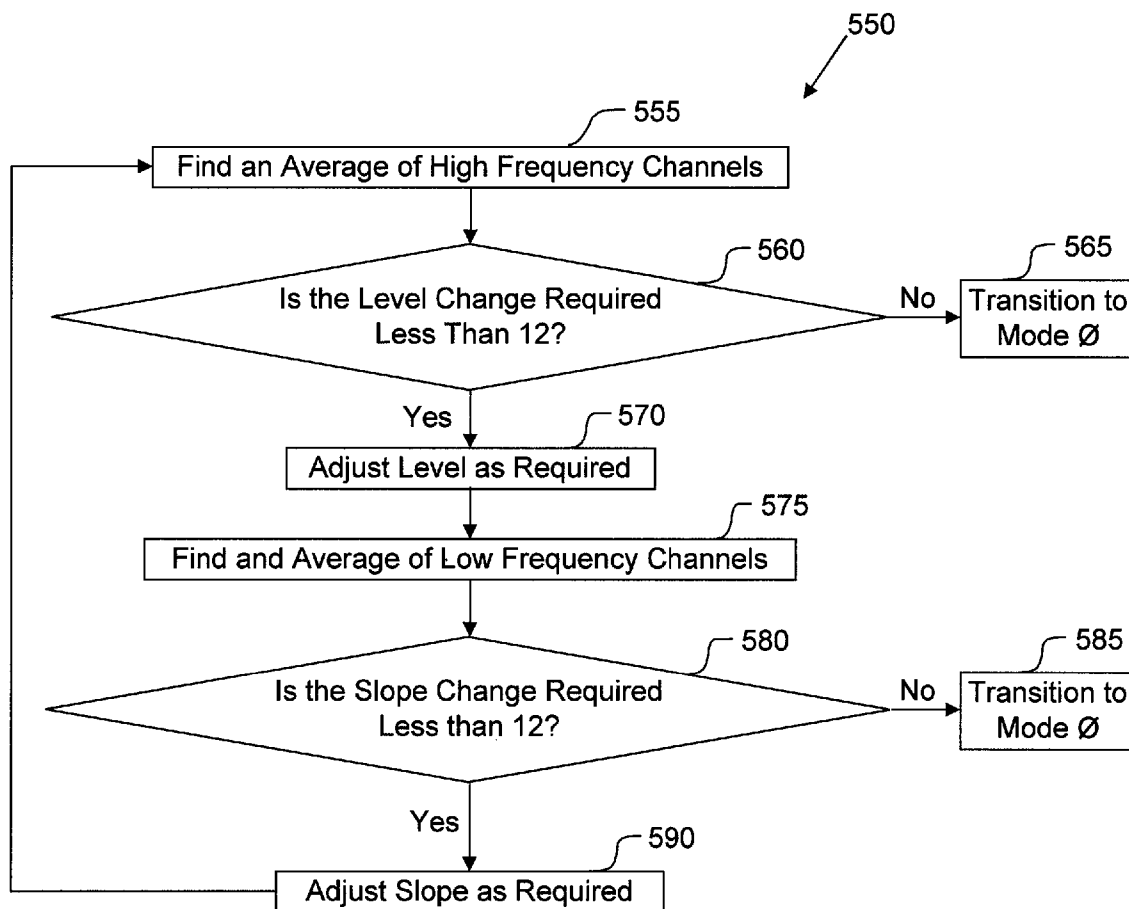 550
555
Find an Average of High Frequency Channels
560
Is the Level Change Required
Less Than 12?
No
565
Transition to
Mode Ø
Yes
570
Adjust Level as Required
575
Find and Average of Low Frequency Channels
580
Is the Slope Change Required
Less than 12?
No
585
Transition to
Mode Ø
Yes
590
Adjust Slope as Required